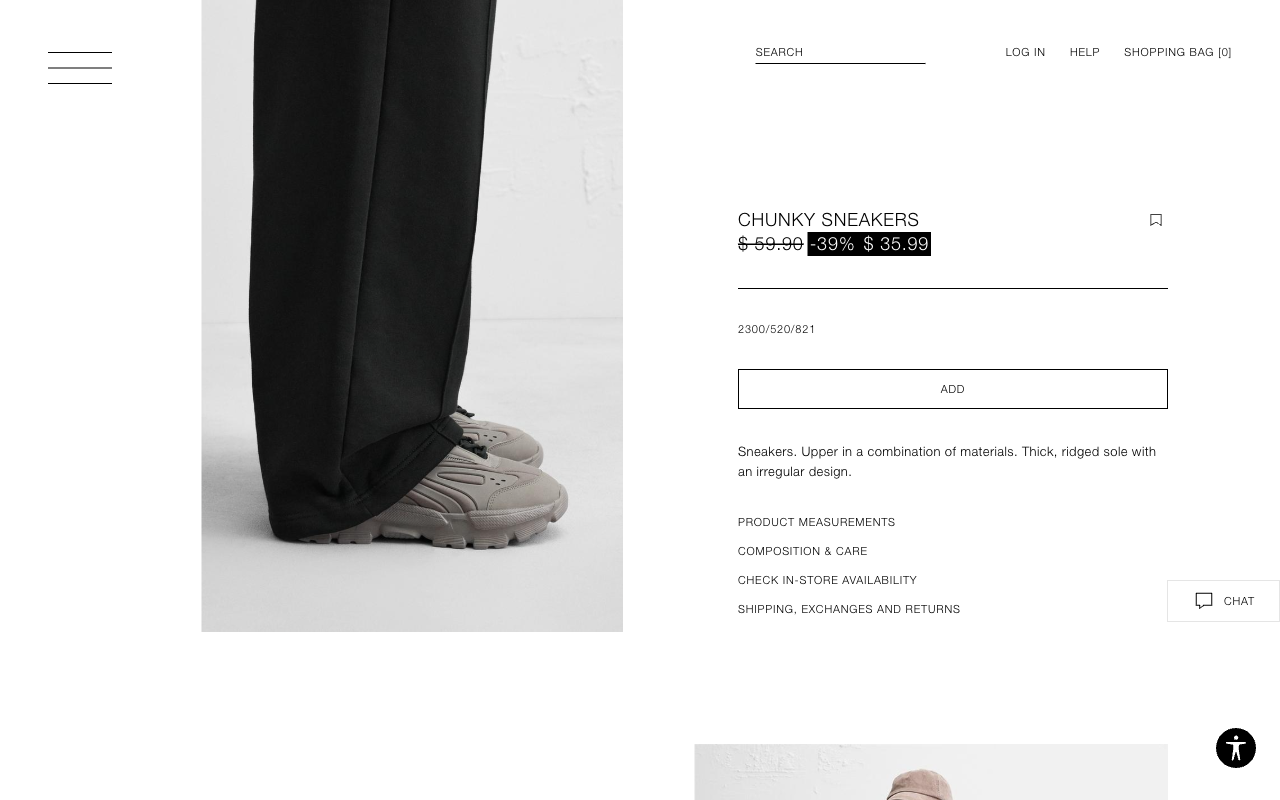 SEARCH
LOG IN
HELP
SHOPPING BAG [0]
CHUNKY SNEAKERS
$ 59.90 -39% $ 35.99
2300/520/821
ADD
Sneakers. Upper in a combination of materials. Thick, ridged sole with
an irregular design.
PRODUCT MEASUREMENTS
COMPOSITION & CARE
CHECK IN-STORE AVAILABILITY
SHIPPING, EXCHANGES AND RETURNS
CHAT